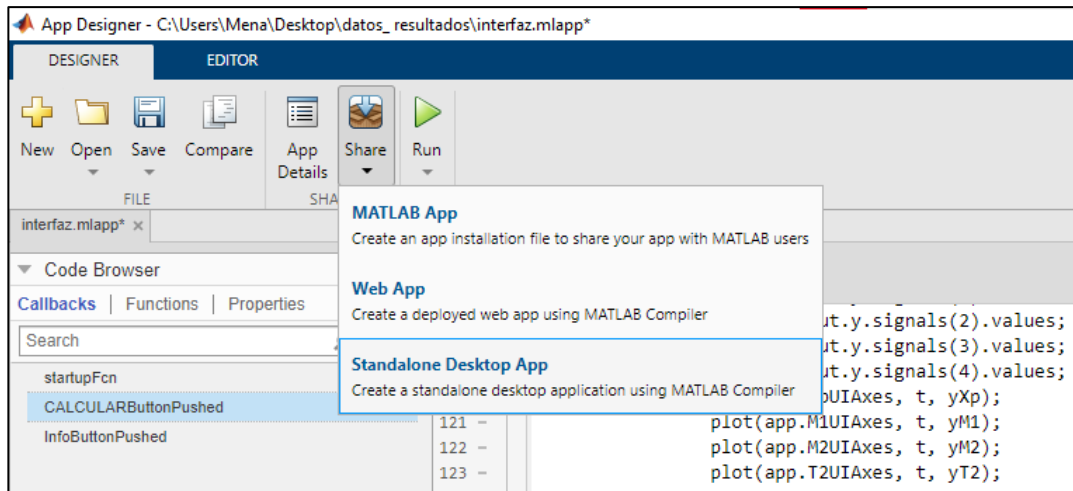 App Designer - C:\Users\Mena\Desktop\datos_ resultados\interfaz.mlapp*
DESIGNER EDITOR
New Open Save Compare App Details Share Run
FILE
interfaz.mlapp*
MATLAB App
Create an app installation file to share your app with MATLAB users
Web App
Create a deployed web app using MATLAB Compiler
Standalone Desktop App
Create a standalone desktop application using MATLAB Compiler
Code Browser
Callbacks | Functions | Properties
Search
startupFcn
CALCULARButtonPushed
InfoButtonPushed
.y.signals(2).values;
.y.signals(3).values;
.y.signals(4).values;
UIAxes, t, yXp);
121 - plot(app.M1UIAxes, t, yM1);
122 - plot(app.M2UIAxes, t, yM2);
123 - plot(app.T2UIAxes, t, yT2);